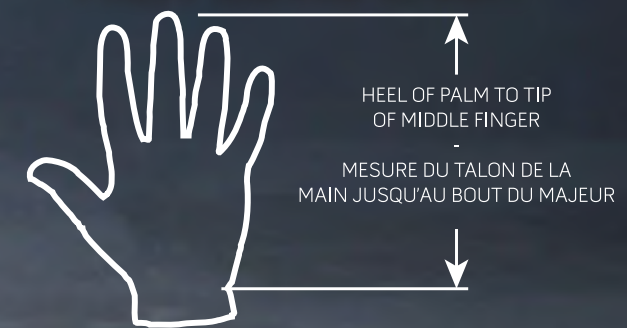 HEEL OF PALM TO TIP
OF MIDDLE FINGER
-
MESURE DU TALON DE LA
MAIN JUSQU'AU BOUT DU MAJEUR